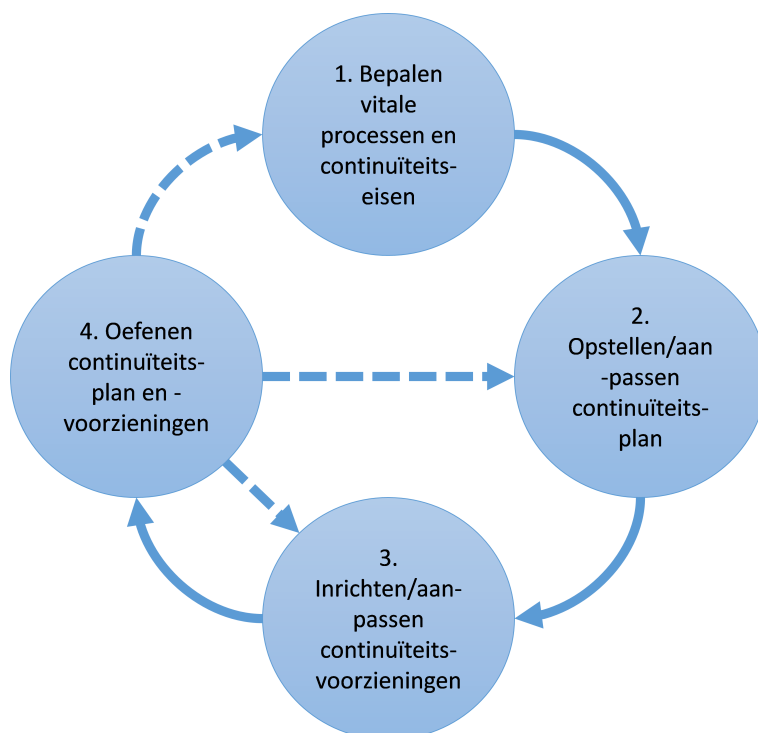 1. Bepalen
vitale
processen en
continuïteits-
eisen
2.
Opstellen/aan
-passen
continuïteits-
plan
3.
Inrichten/aan-
passen
continuïteits-
voorzieningen
4. Oefenen
continuïteits-
plan en -
voorzieningen